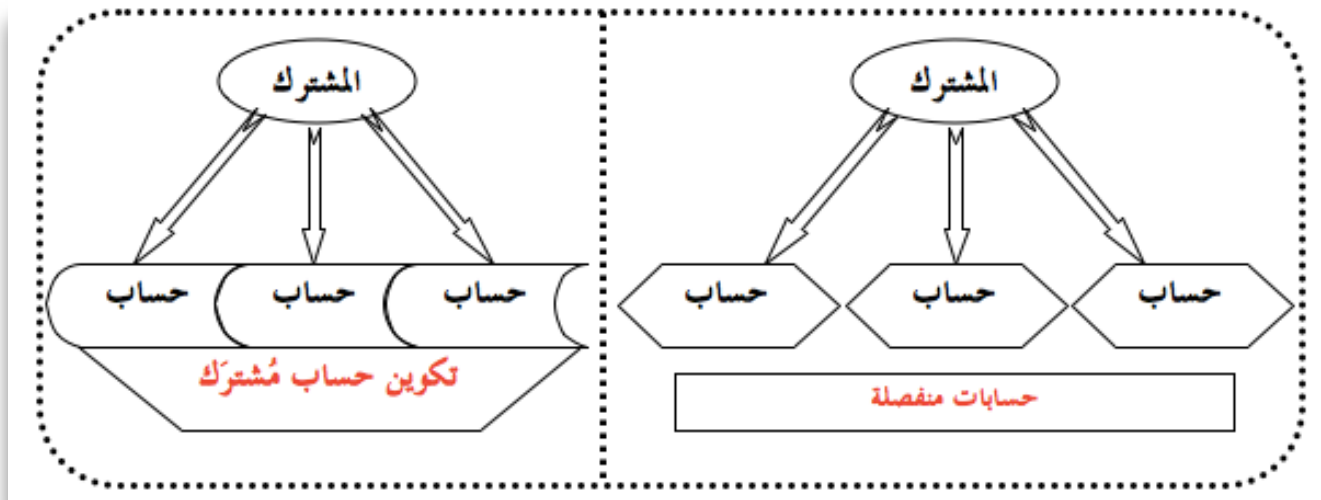 المشترك
حساب
حساب
حساب
حسابات منفصلة
المشترك
حساب
حساب
حساب
تكوين حساب مُشترَك